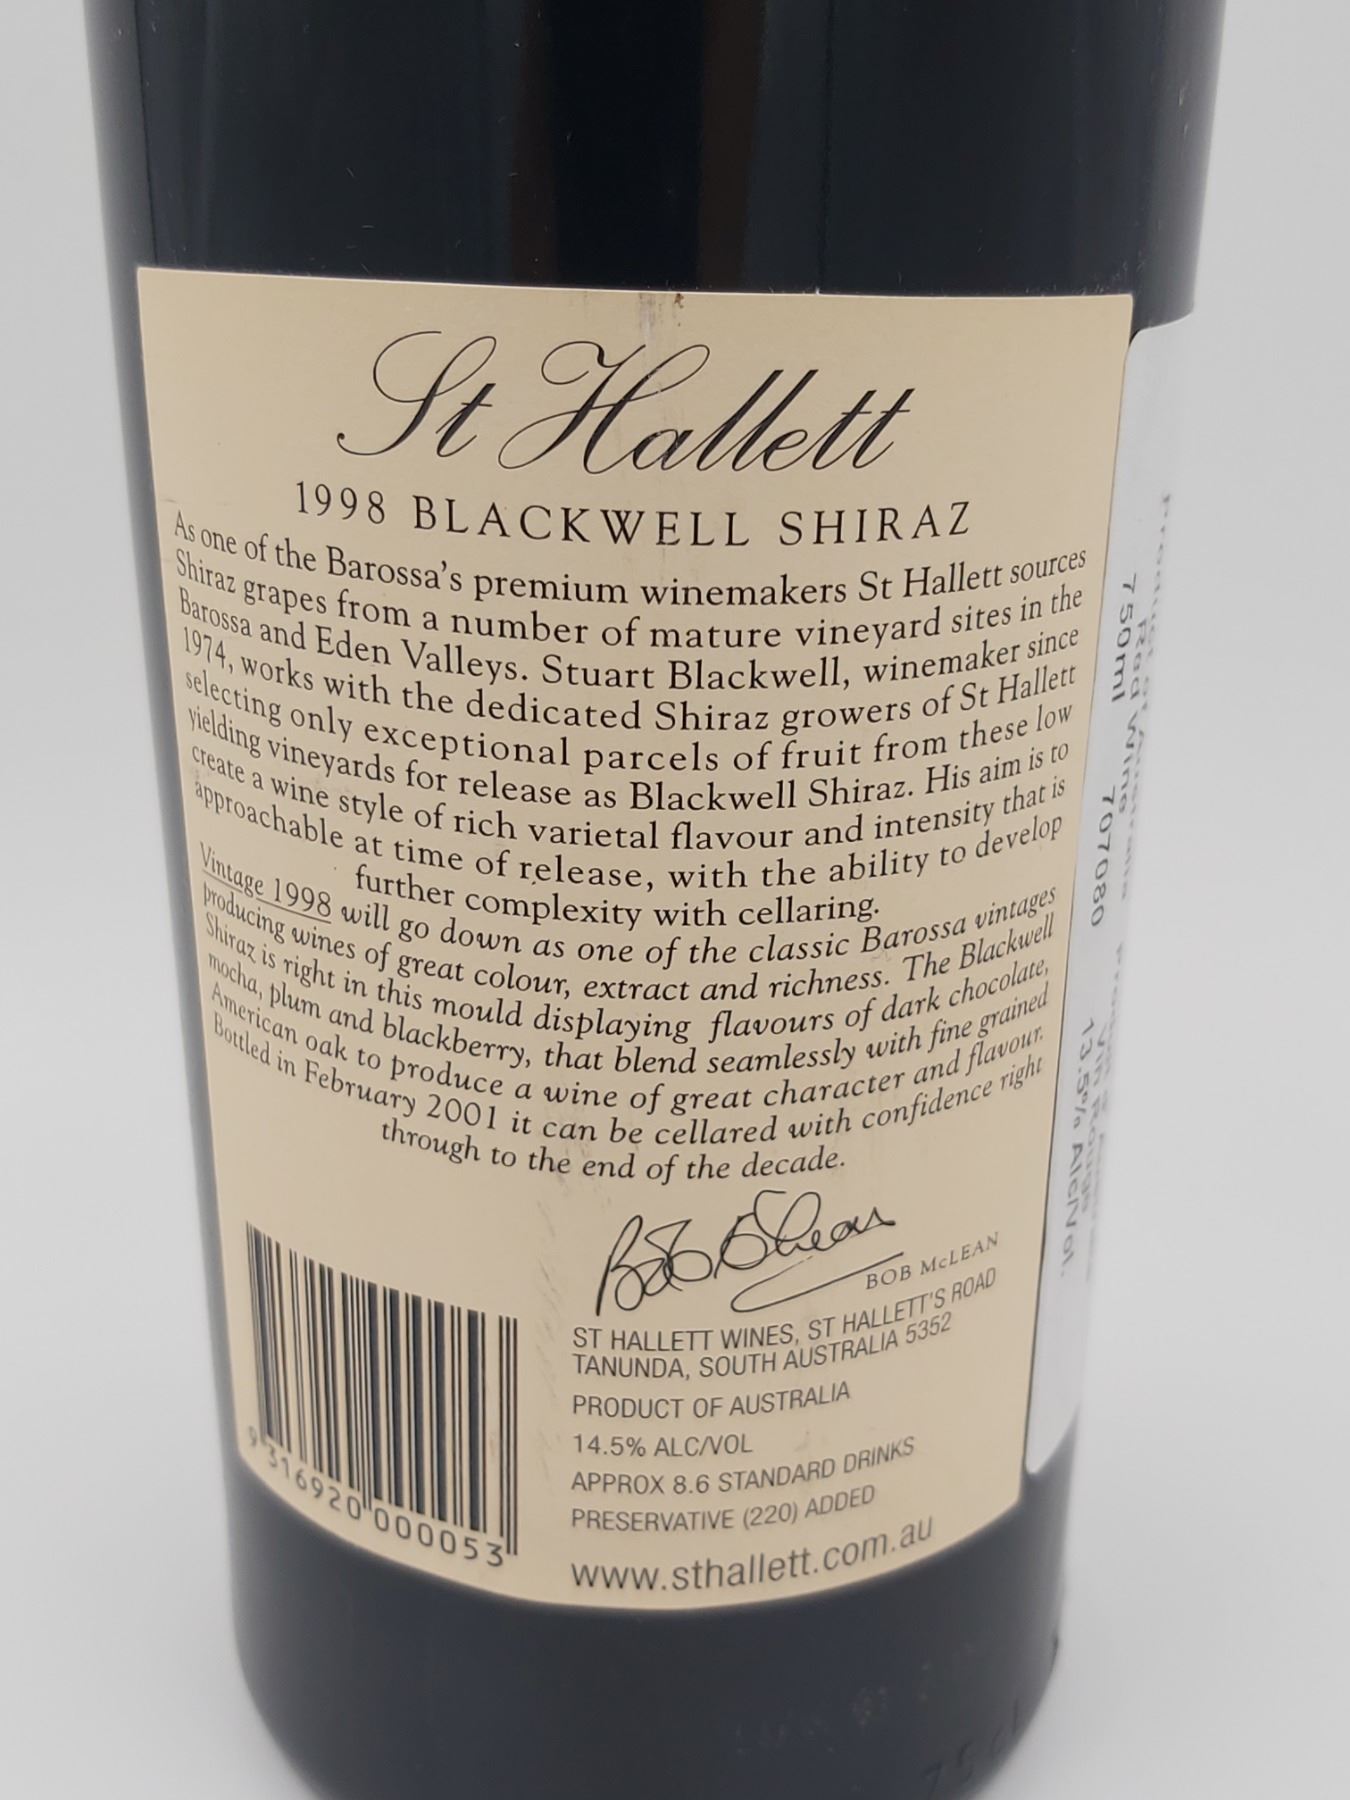 St Hallett
1998 BLACKWELL SHIRAZ
As one of the Barossa's premium winemakers St Hallett sources
Shiraz grapes from a number of mature vineyard sites in the
Barossa and Eden Valleys. Stuart Blackwell, winemaker since
1974, works with the dedicated Shiraz growers of St Hallett
selecting only exceptional parcels of fruit from these low
yielding vineyards for release as Blackwell Shiraz. His aim is to
create a wine style of rich varietal flavour and intensity that is
approachable at time of release, with the ability to develop
further complexity with cellaring.
Vintage 1998 will go down as one of the classic Barossa vintages
producing wines of great colour, extract and richness. The Blackwell
Shiraz is right in this mould displaying flavours of dark chocolate,
mocha, plum and blackberry, that blend seamlessly with fine grained
American oak to produce a wine of great character and flavour.
Bottled in February 2001 it can be cellared with confidence right
through to the end of the decade.
Bob McLean
BOB McLEAN
ST HALLETT WINES, ST HALLETT'S ROAD
TANUNDA, SOUTH AUSTRALIA 5352
PRODUCT OF AUSTRALIA
14.5% ALC/VOL
APPROX 8.6 STANDARD DRINKS
PRESERVATIVE (220) ADDED
www.sthallett.com.au
9 316920 000053
Product of Australia
Red Wine Vin Rouge
750ml 707080 13.5% Alc/Vol.
75cl